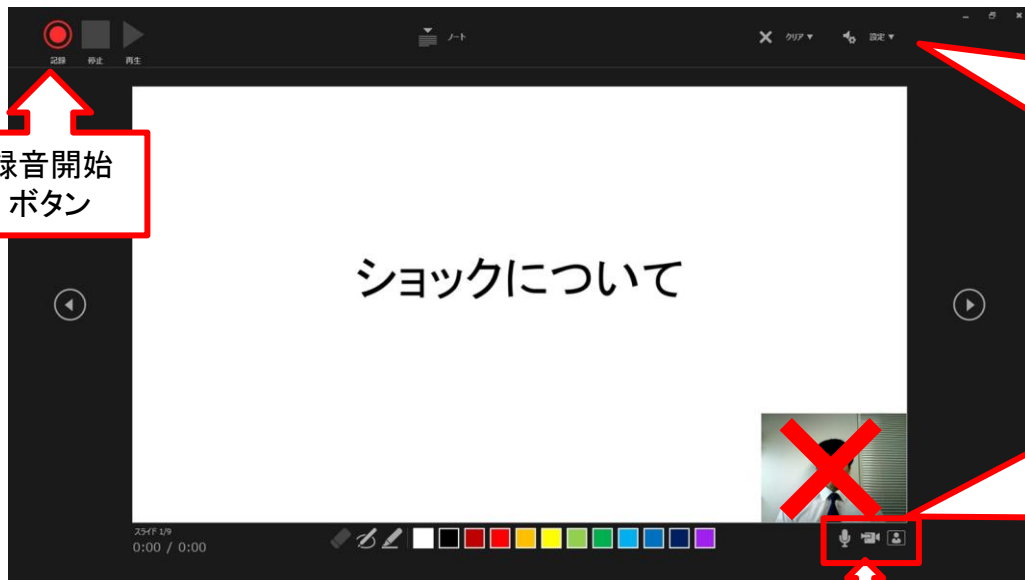 ノート
クリア
設定
記録 停止 再生
録音開始
ボタン
ショックについて
スライド 1/9
0:00 / 0:00